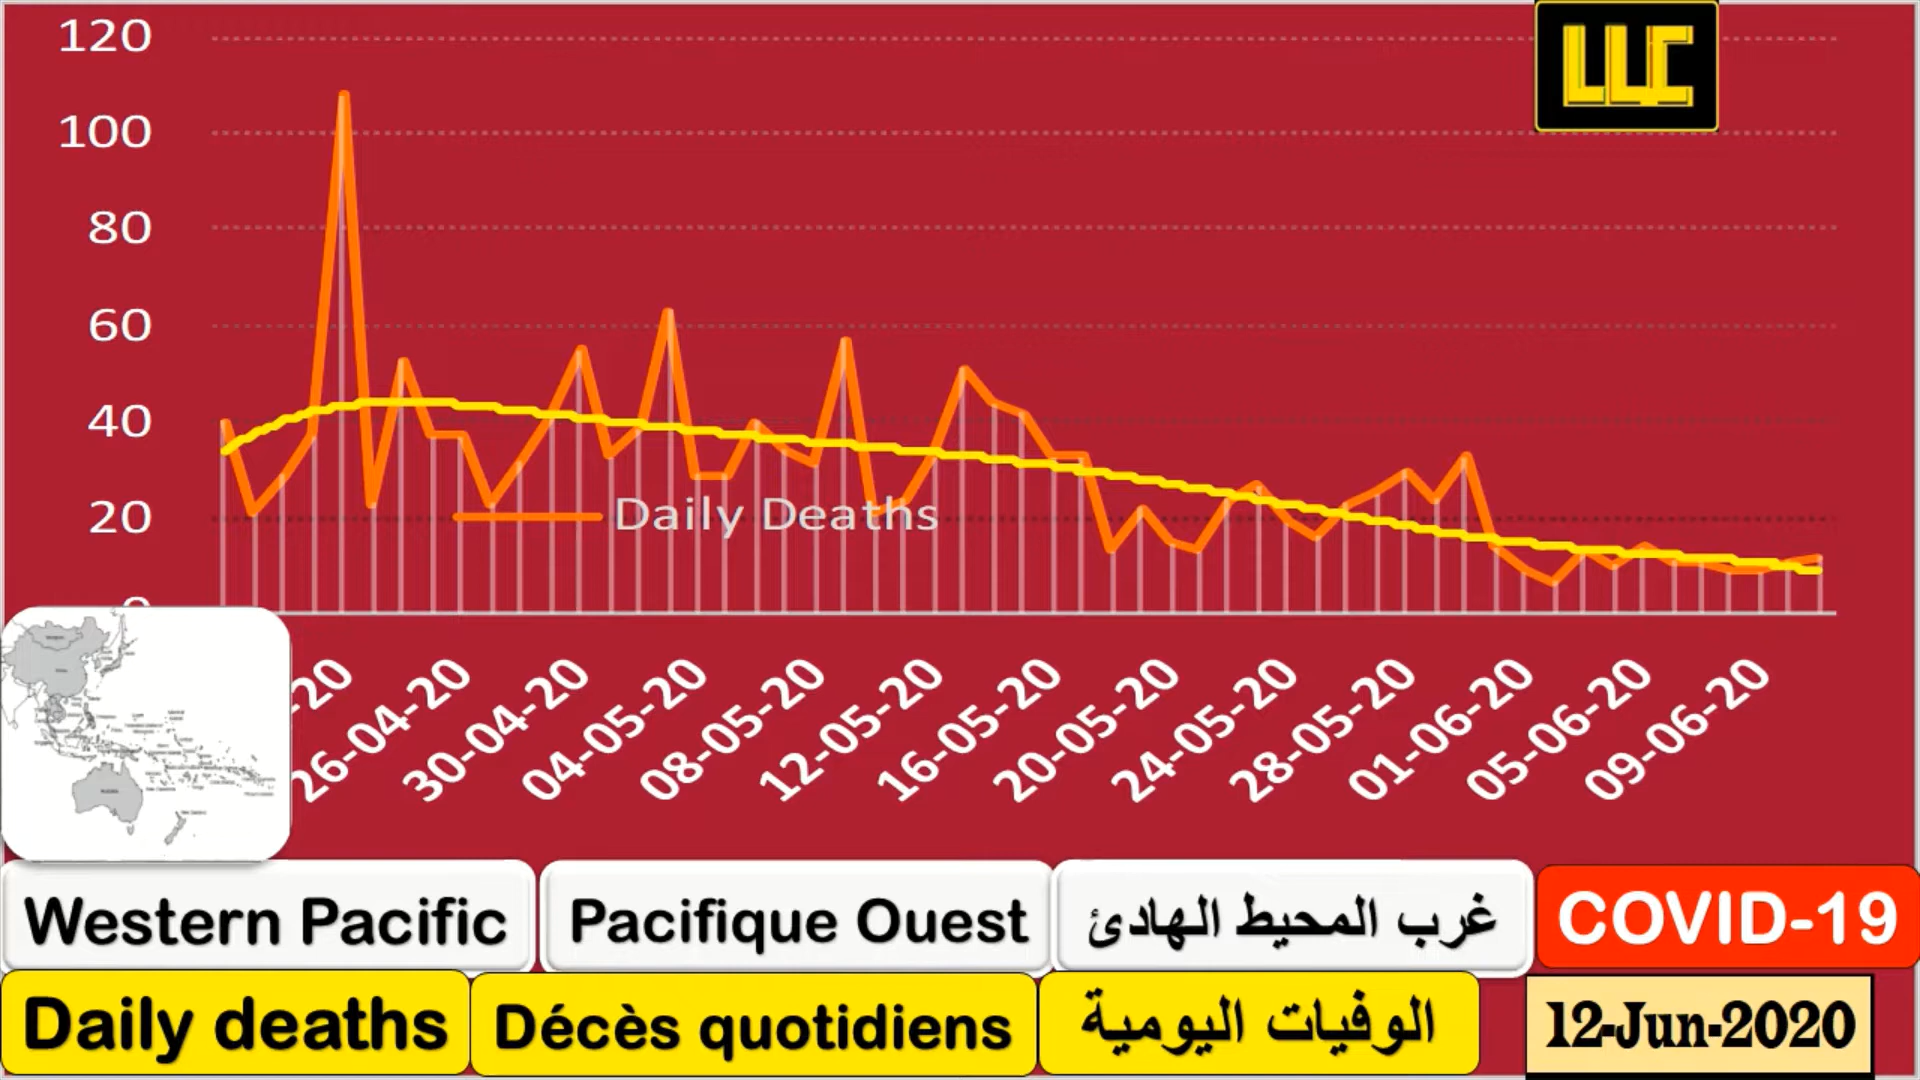 120
LLC
100
80
60
40
20
Daily Deaths
0
-20
26-04-20
30-04-20
04-05-20
08-05-20
12-05-20
16-05-20
20-05-20
24-05-20
28-05-20
01-06-20
05-06-20
09-06-20
Western Pacific
Pacifique Ouest
غرب المحيط الهادئ
COVID-19
Daily deaths
Décès quotidiens
الوفيات اليومية
12-Jun-2020